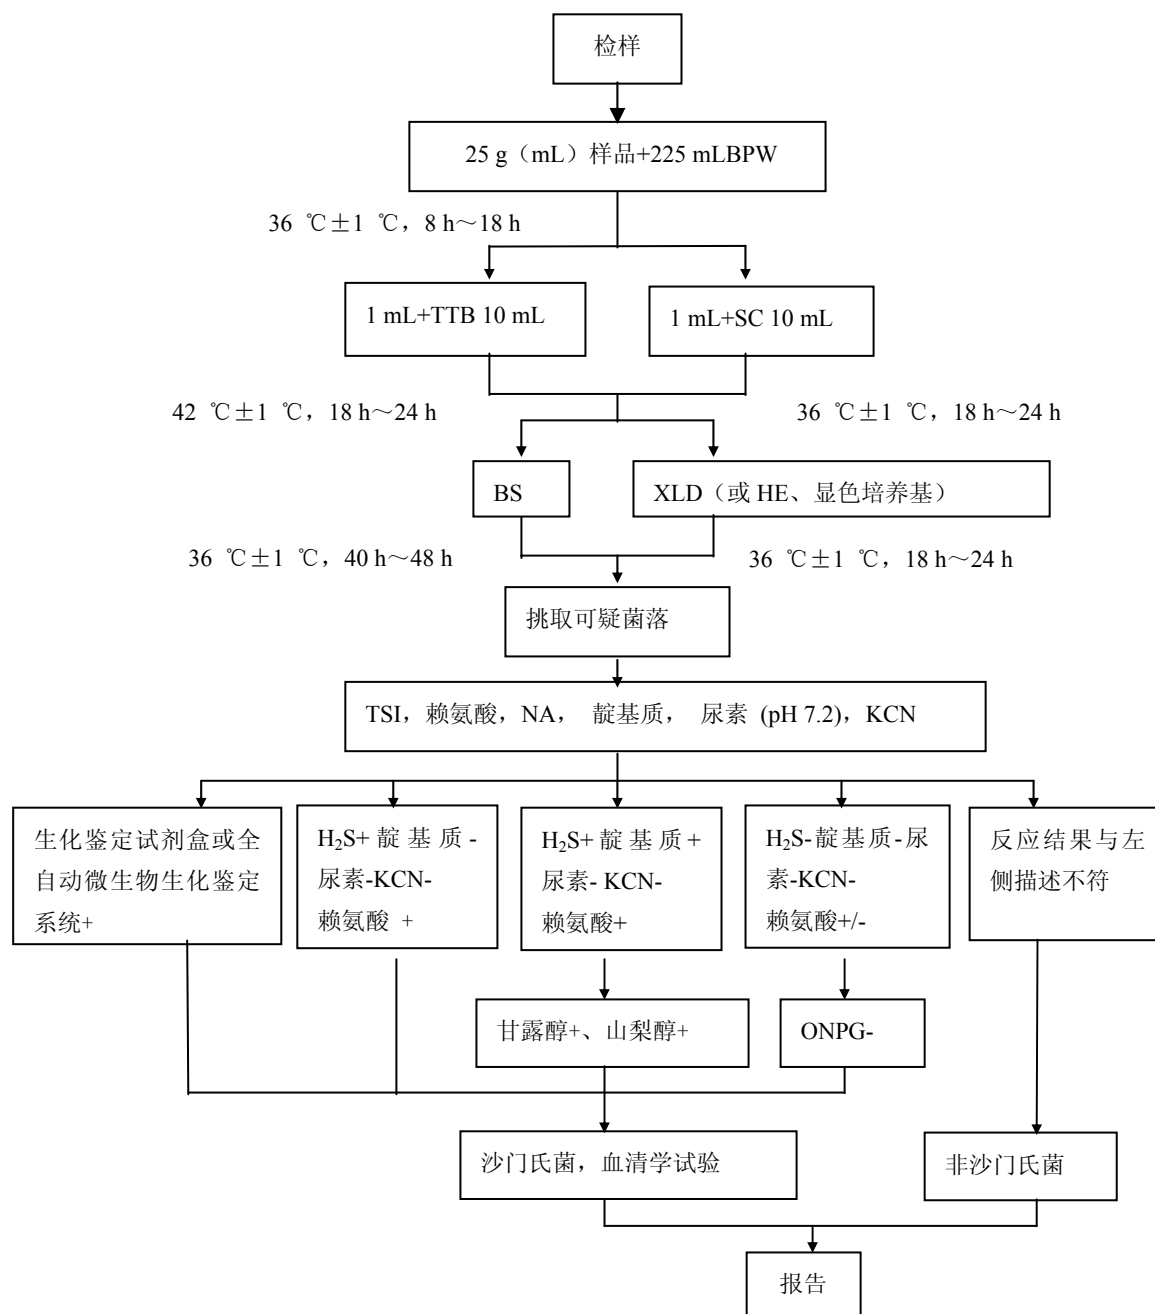 检样
25 g（mL）样品+225 mLBPW
36 ℃±1 ℃，8 h～18 h
1 mL+TTB 10 mL
1 mL+SC 10 mL
42 ℃±1 ℃，18 h～24 h
36 ℃±1 ℃，18 h～24 h
BS
XLD（或 HE、显色培养基）
36 ℃±1 ℃，40 h～48 h
36 ℃±1 ℃，18 h～24 h
挑取可疑菌落
TSI，赖氨酸，NA， 靛基质， 尿素 (pH 7.2)，KCN
生化鉴定试剂盒或全
自动微生物生化鉴定
系统+
H₂S+靛基质-
尿素-KCN-
赖氨酸 +
H₂S+靛基质+
尿素- KCN-
赖氨酸+
H₂S-靛基质-尿
素-KCN-
赖氨酸+/-
反应结果与左
侧描述不符
甘露醇+、山梨醇+
ONPG-
沙门氏菌，血清学试验
非沙门氏菌
报告